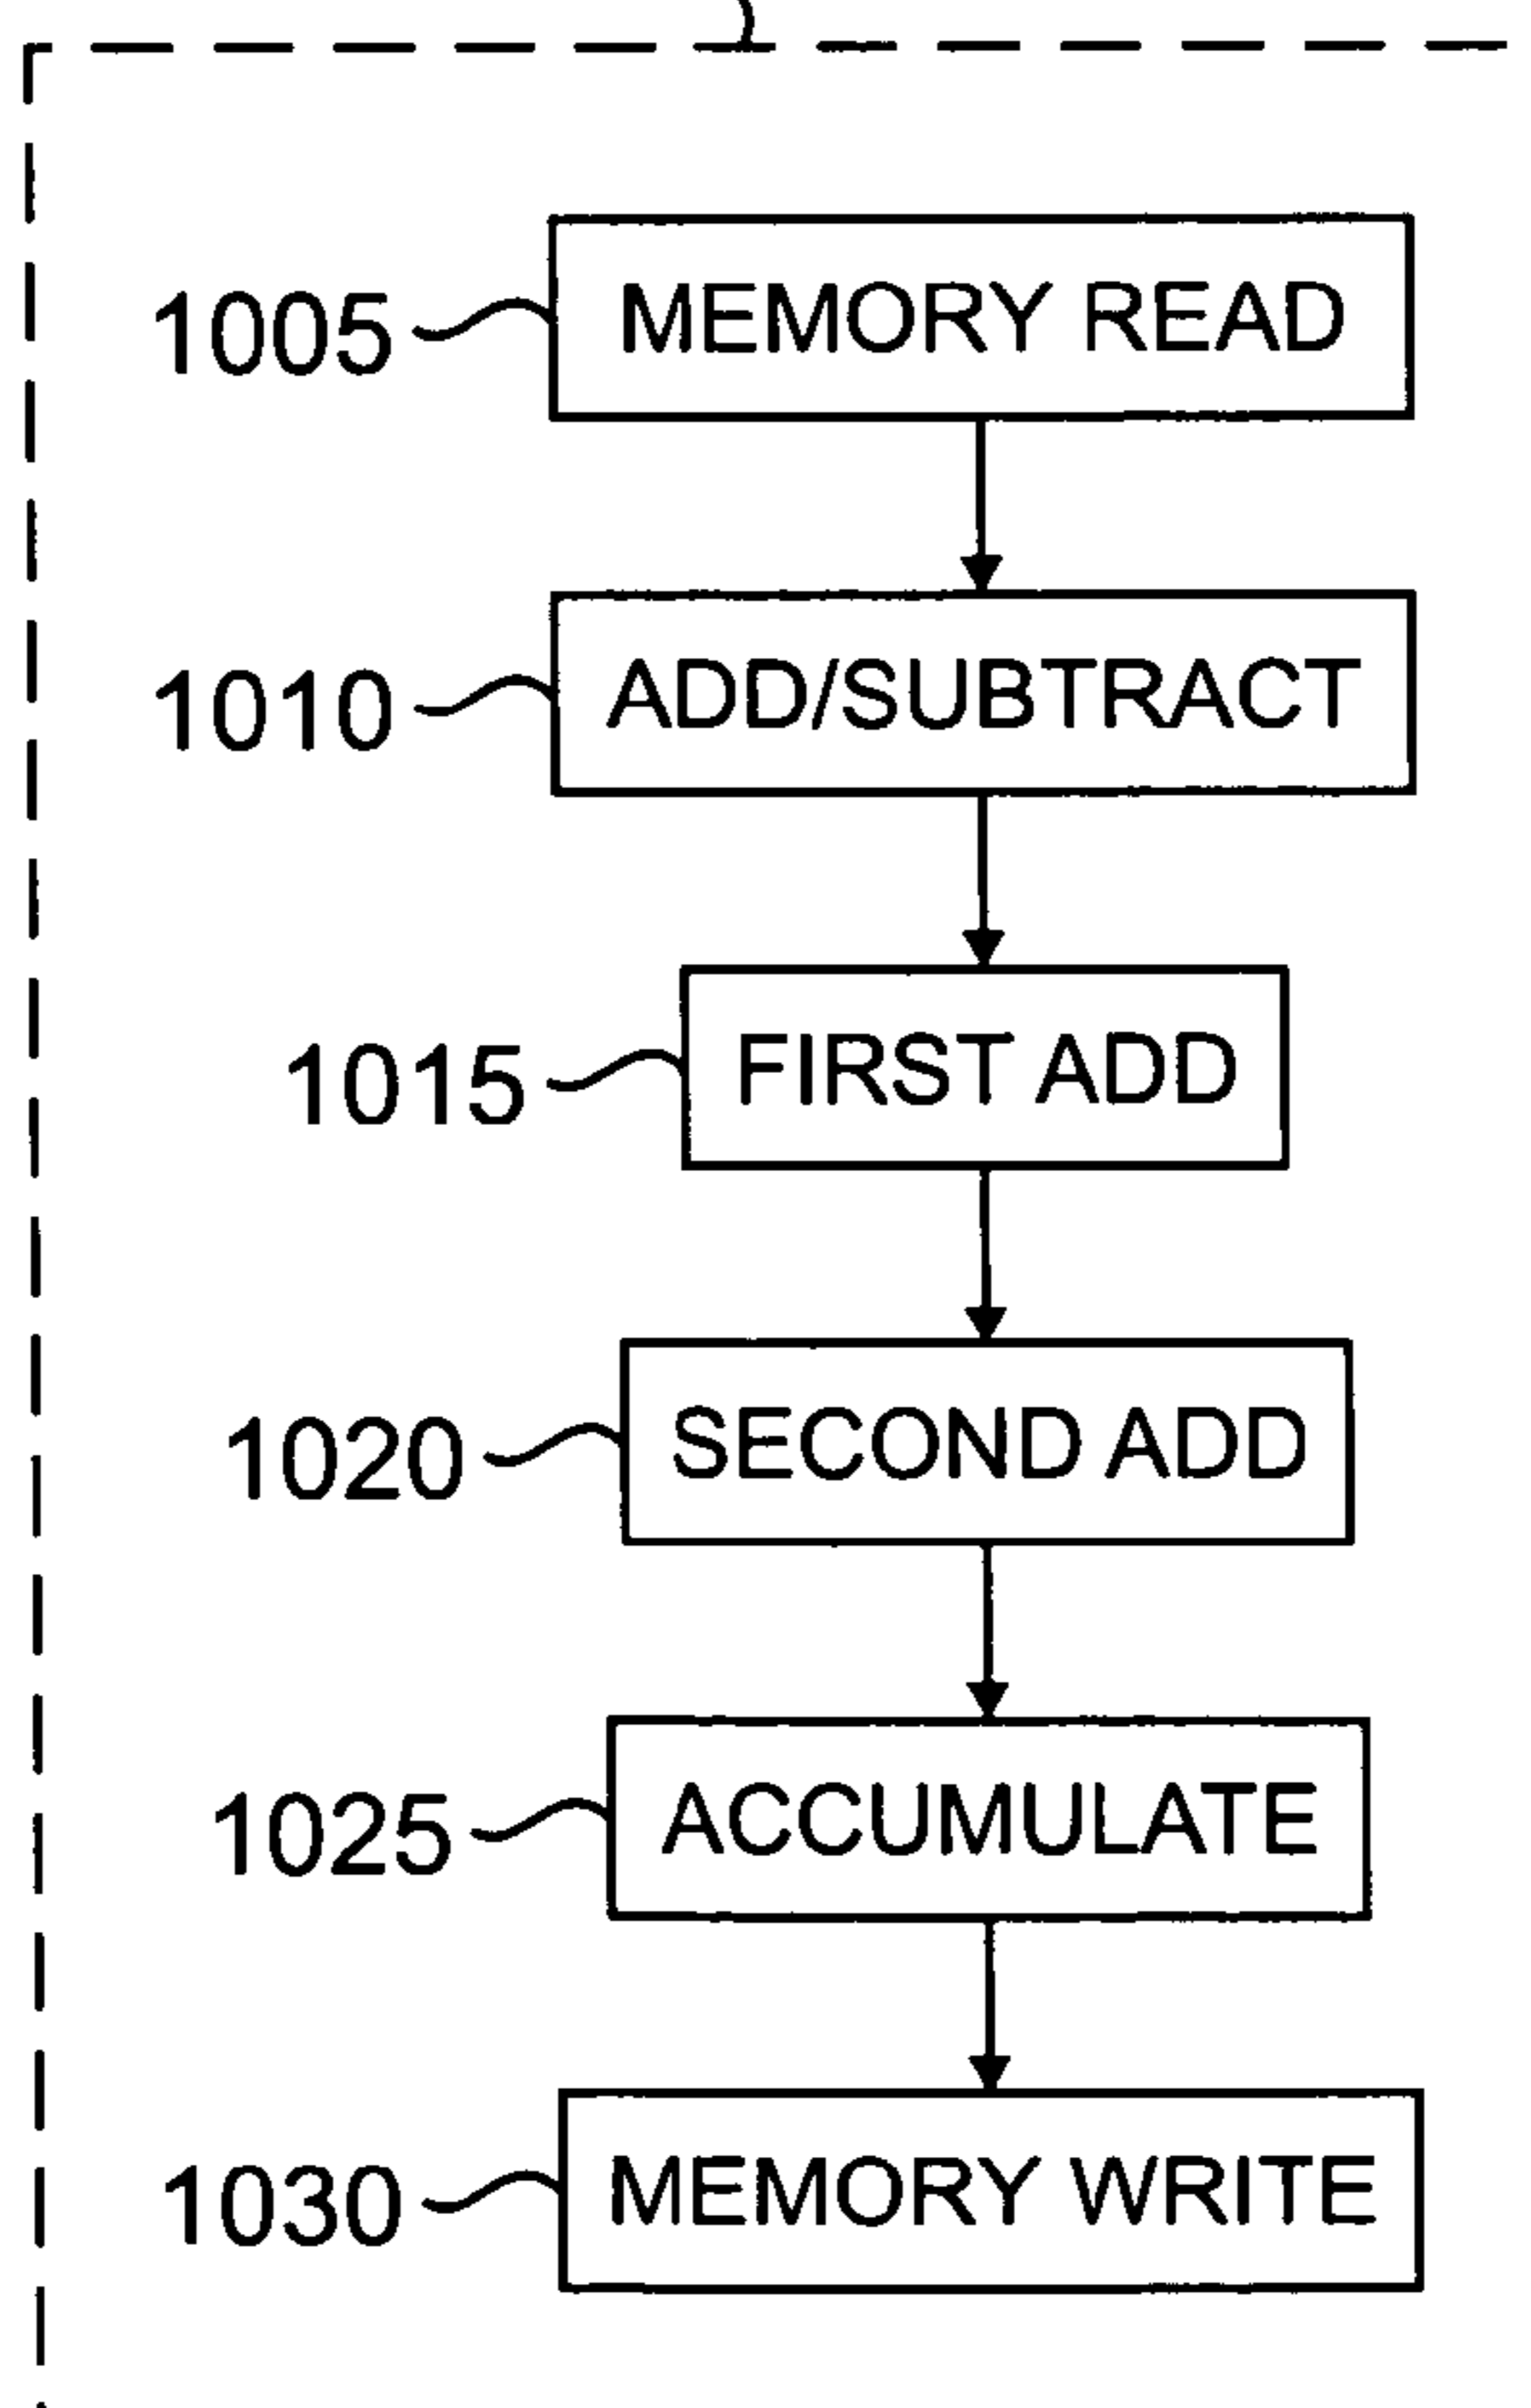 1005 MEMORY READ
1010 ADD/SUBTRACT
1015 FIRST ADD
1020 SECOND ADD
1025 ACCUMULATE
1030 MEMORY WRITE